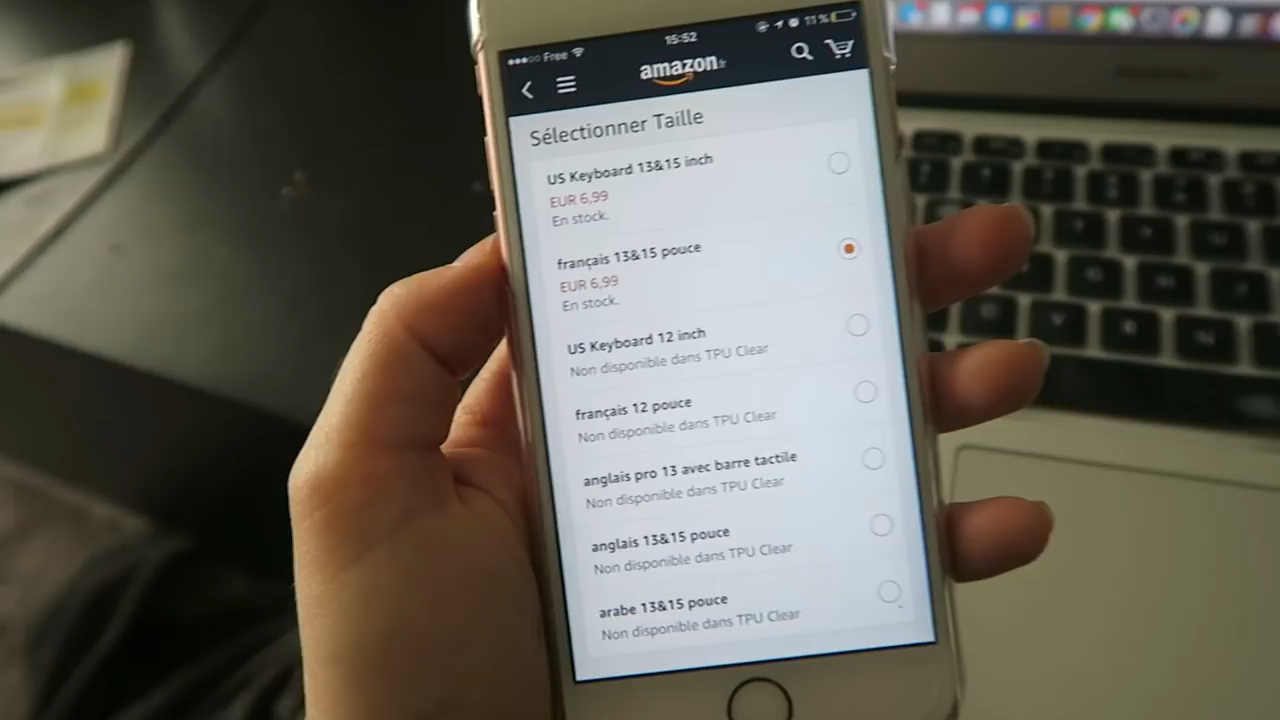 Free 15:52 11 %
amazon.fr
Sélectionner Taille
US Keyboard 13&15 inch
EUR 6,99
En stock.
français 13&15 pouce
EUR 6,99
En stock.
US Keyboard 12 inch
Non disponible dans TPU Clear
français 12 pouce
Non disponible dans TPU Clear
anglais pro 13 avec barre tactile
Non disponible dans TPU Clear
anglais 13&15 pouce
Non disponible dans TPU Clear
arabe 13&15 pouce
Non disponible dans TPU Clear